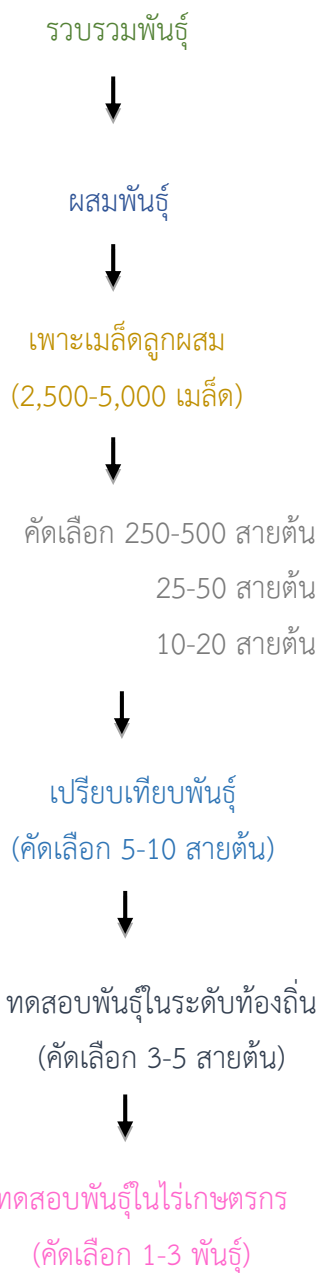 รวบรวมพันธุ์
ผสมพันธุ์
เพาะเมล็ดลูกผสม
(2,500-5,000 เมล็ด)
คัดเลือก 250-500 สายต้น
25-50 สายต้น
10-20 สายต้น
เปรียบเทียบพันธุ์
(คัดเลือก 5-10 สายต้น)
ทดสอบพันธุ์ในระดับท้องถิ่น
(คัดเลือก 3-5 สายต้น)
ทดสอบพันธุ์ในไร่เกษตรกร
(คัดเลือก 1-3 พันธุ์)